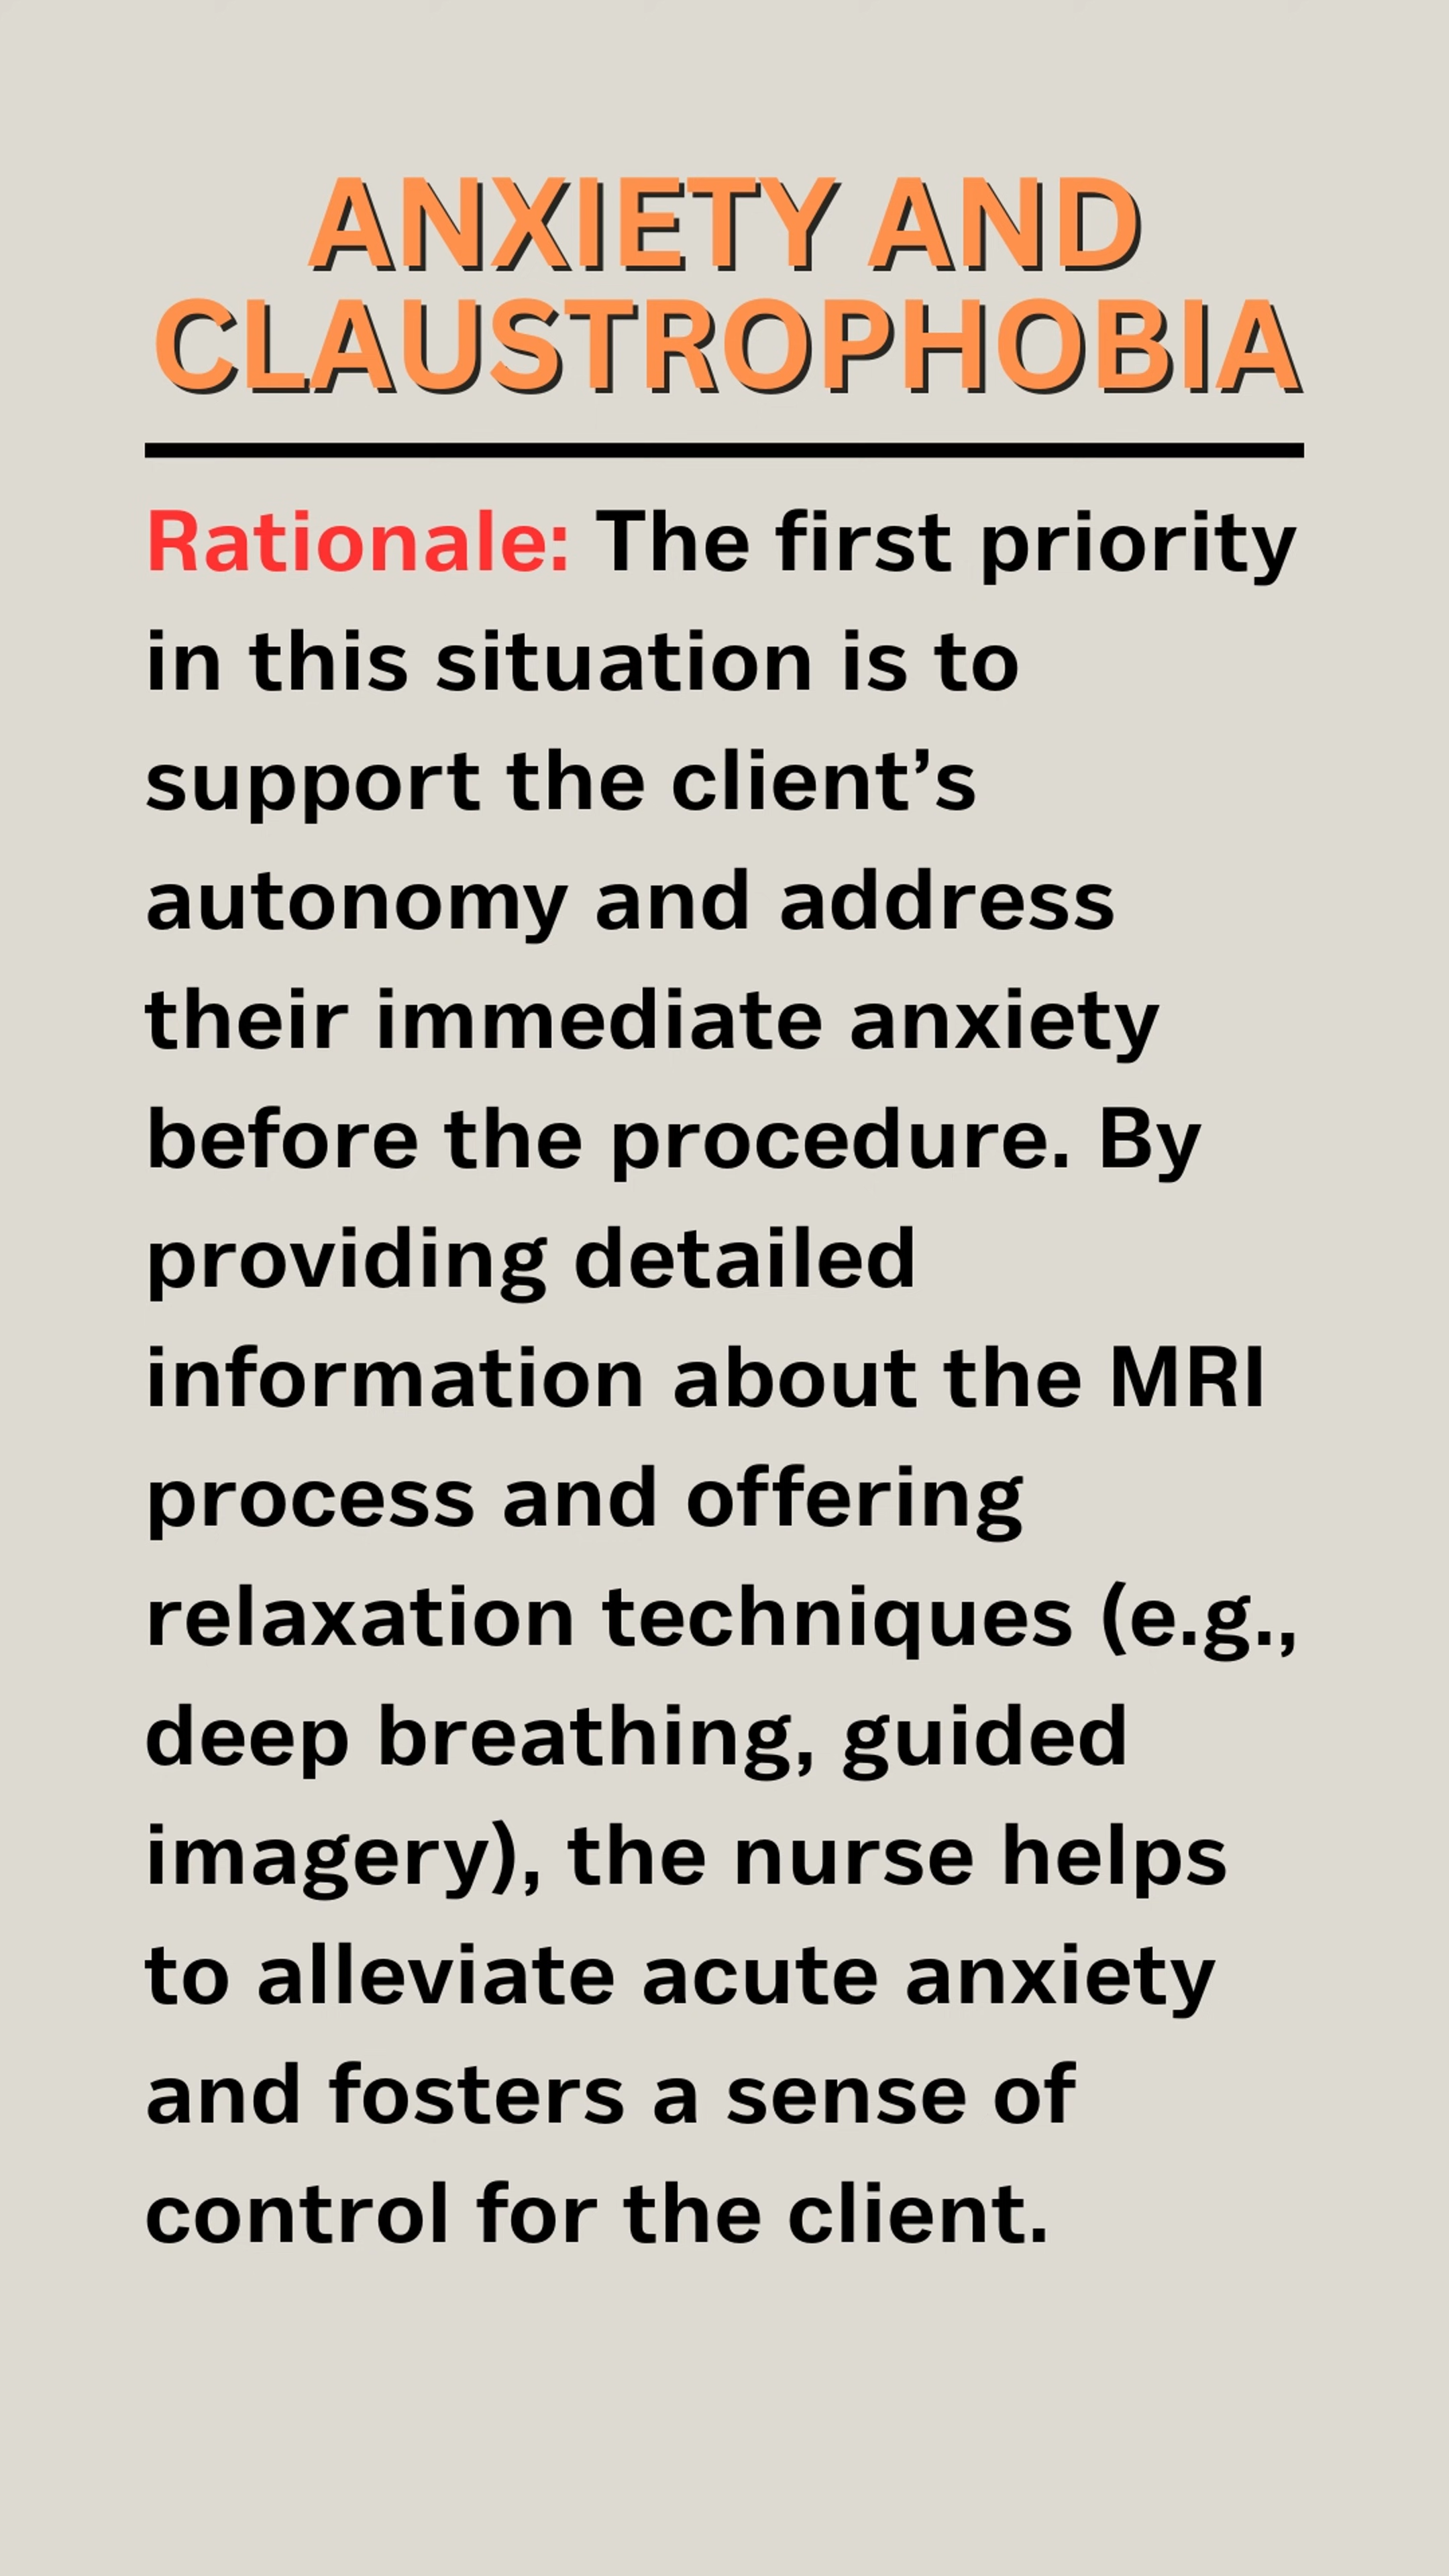 ANXIETY AND
CLAUSTROPHOBIA
Rationale: The first priority
in this situation is to
support the client’s
autonomy and address
their immediate anxiety
before the procedure. By
providing detailed
information about the MRI
process and offering
relaxation techniques (e.g.,
deep breathing, guided
imagery), the nurse helps
to alleviate acute anxiety
and fosters a sense of
control for the client.